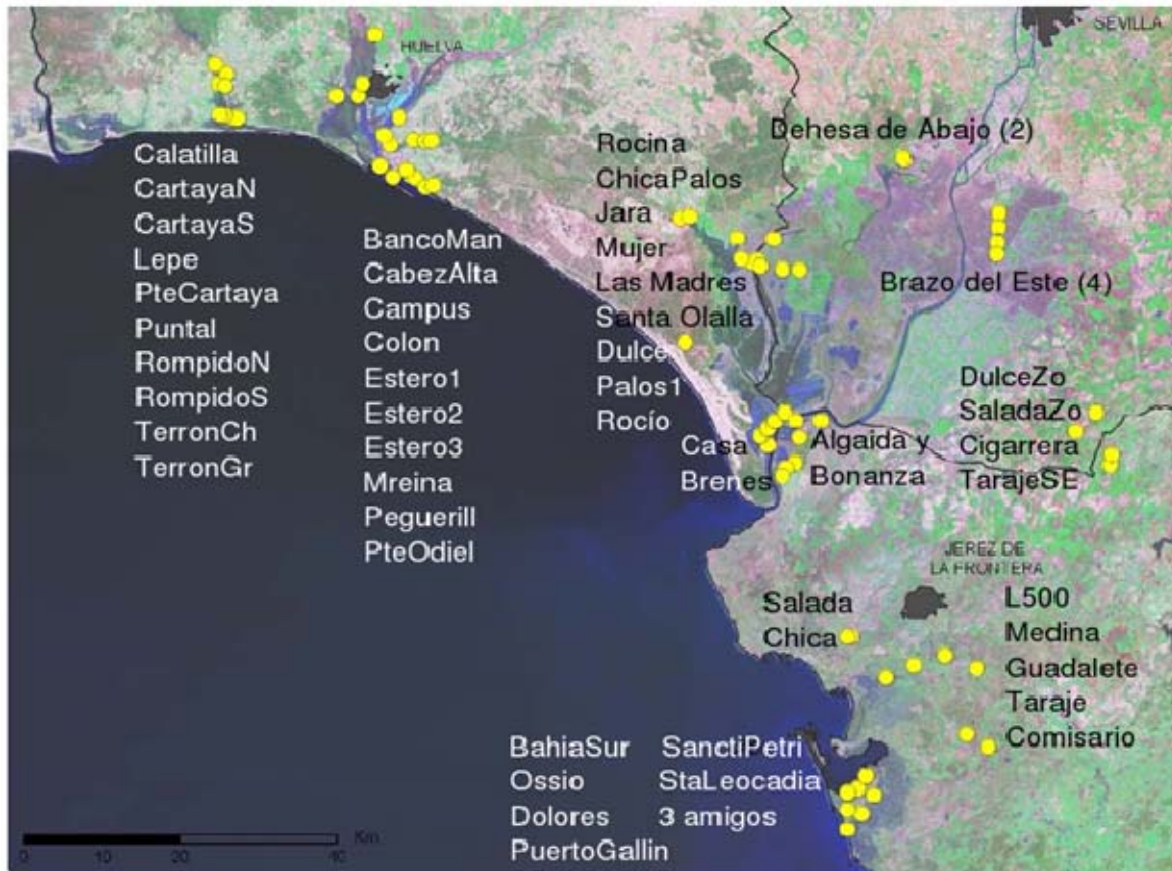 SEVILLA
HUELVA
Dehesa de Abajo (2)
Calatilla
CartayaN
CartayaS
Lepe
PteCartaya
Puntal
RompidoN
RompidoS
TerronCh
TerronGr
BancoMan
CabezAlta
Campus
Colon
Estero1
Estero2
Estero3
Mreina
Peguerill
PteOdiel
Rocina
ChicaPalos
Jara
Mujer
Las Madres
Santa Olalla
Dulce
Palos1
Rocío
Brazo del Este (4)
Casa
Brenes
Algaida y
Bonanza
DulceZo
SaladaZo
Cigarrera
TarajeSE
JEREZ DE
LA FRONTERA
Salada
Chica
L500
Medina
Guadalete
Taraje
Comisario
BahiaSur
Ossio
Dolores
PuertoGallin
SanctiPetri
StaLeocadia
3 amigos
Km
0 10 20 40